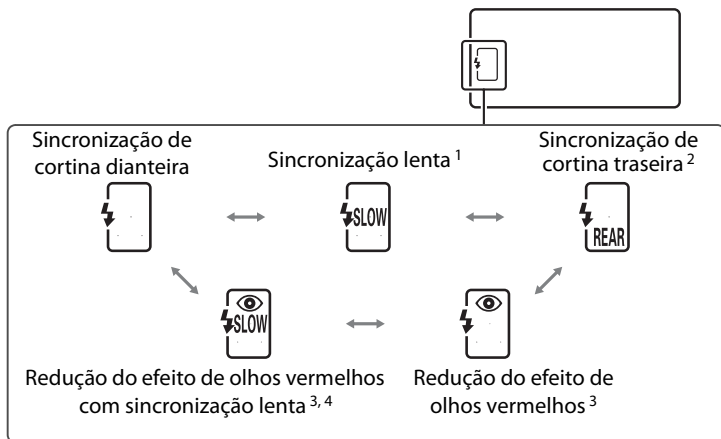 Sincronização de
cortina dianteira
Sincronização lenta 1
Sincronização de
cortina traseira 2
SLOW
REAR
SLOW
Redução do efeito de olhos vermelhos
com sincronização lenta 3, 4
Redução do efeito de
olhos vermelhos 3